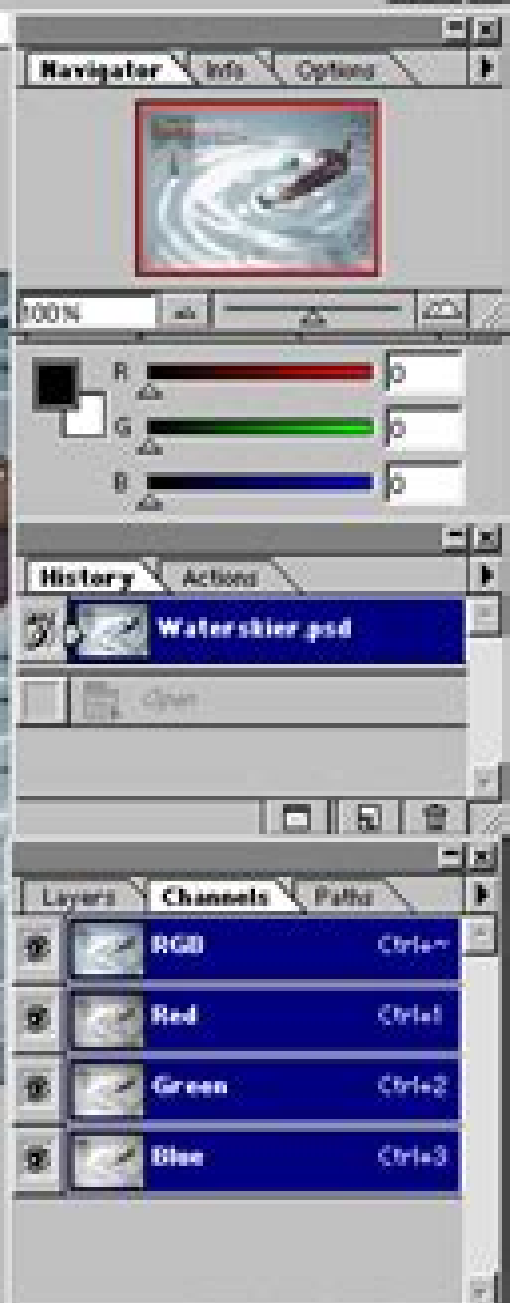 Navigator Info Options
100%
R 0
G 0
B 0
History Actions
Waterskier.psd
Open
Layers Channels Paths
RGB Ctrl+~
Red Ctrl+1
Green Ctrl+2
Blue Ctrl+3